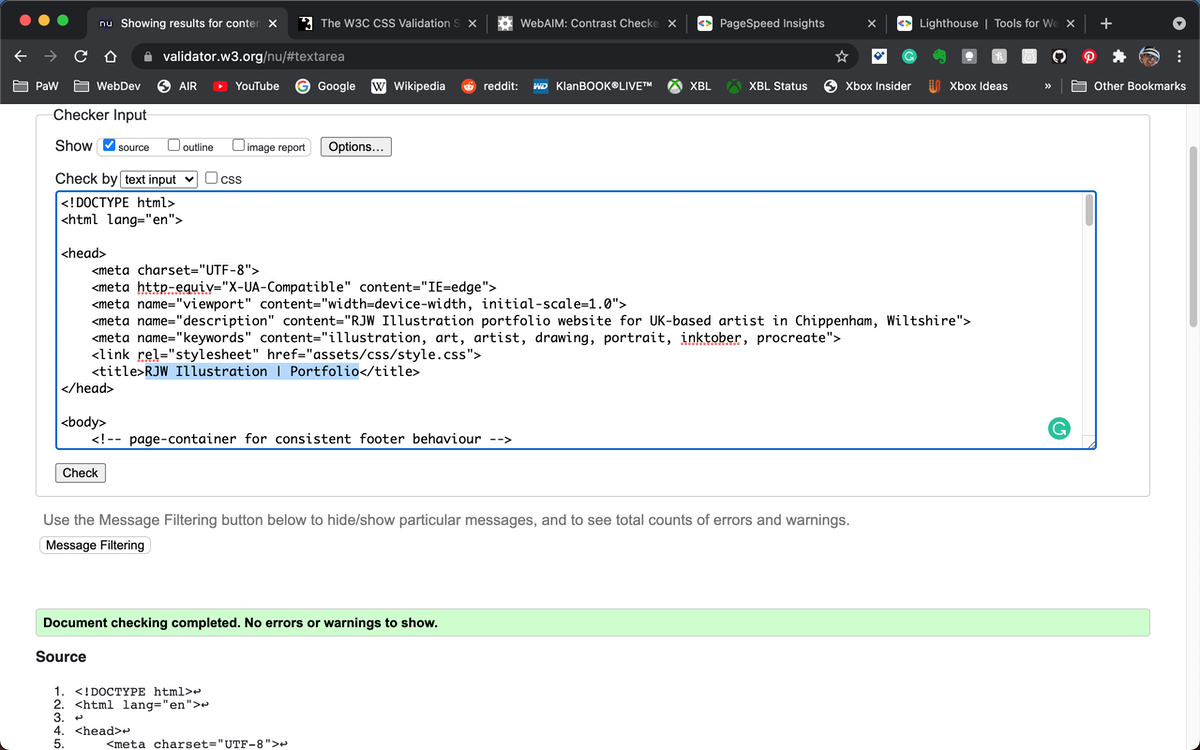 nu Showing results for conten
The W3C CSS Validation S
WebAIM: Contrast Checke
PageSpeed Insights
Lighthouse | Tools for We
validator.w3.org/nu/#textarea
PaW WebDev AIR YouTube Google Wikipedia reddit: KlanBOOK®LIVE™ XBL XBL Status Xbox Insider Xbox Ideas » Other Bookmarks
Checker Input
Show source outline image report Options...
Check by text input CSS
<!DOCTYPE html>
<html lang="en">
<head>
<meta charset="UTF-8">
<meta http-equiv="X-UA-Compatible" content="IE=edge">
<meta name="viewport" content="width=device-width, initial-scale=1.0">
<meta name="description" content="RJW Illustration portfolio website for UK-based artist in Chippenham, Wiltshire">
<meta name="keywords" content="illustration, art, artist, drawing, portrait, inktober, procreate">
<link rel="stylesheet" href="assets/css/style.css">
<title>RJW Illustration | Portfolio</title>
</head>
<body>
<!-- page-container for consistent footer behaviour -->
Check
Use the Message Filtering button below to hide/show particular messages, and to see total counts of errors and warnings.
Message Filtering
Document checking completed. No errors or warnings to show.
Source
1. <!DOCTYPE html>↩
2. <html lang="en">↩
3. ↩
4. <head>↩
5. <meta charset="UTF-8">↩